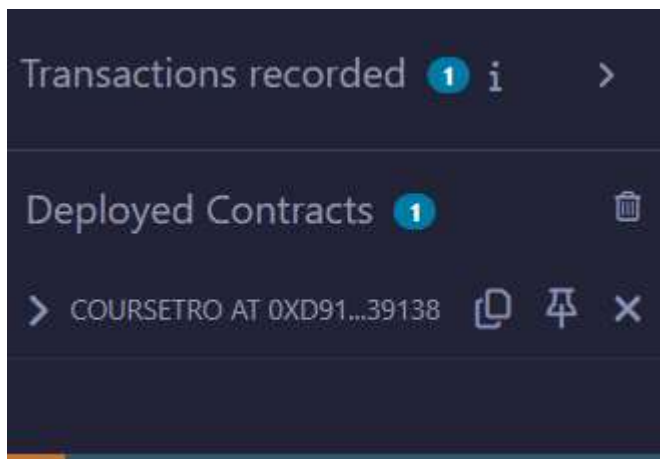 Transactions recorded 1 i
Deployed Contracts 1
COURSETRO AT 0XD91...39138